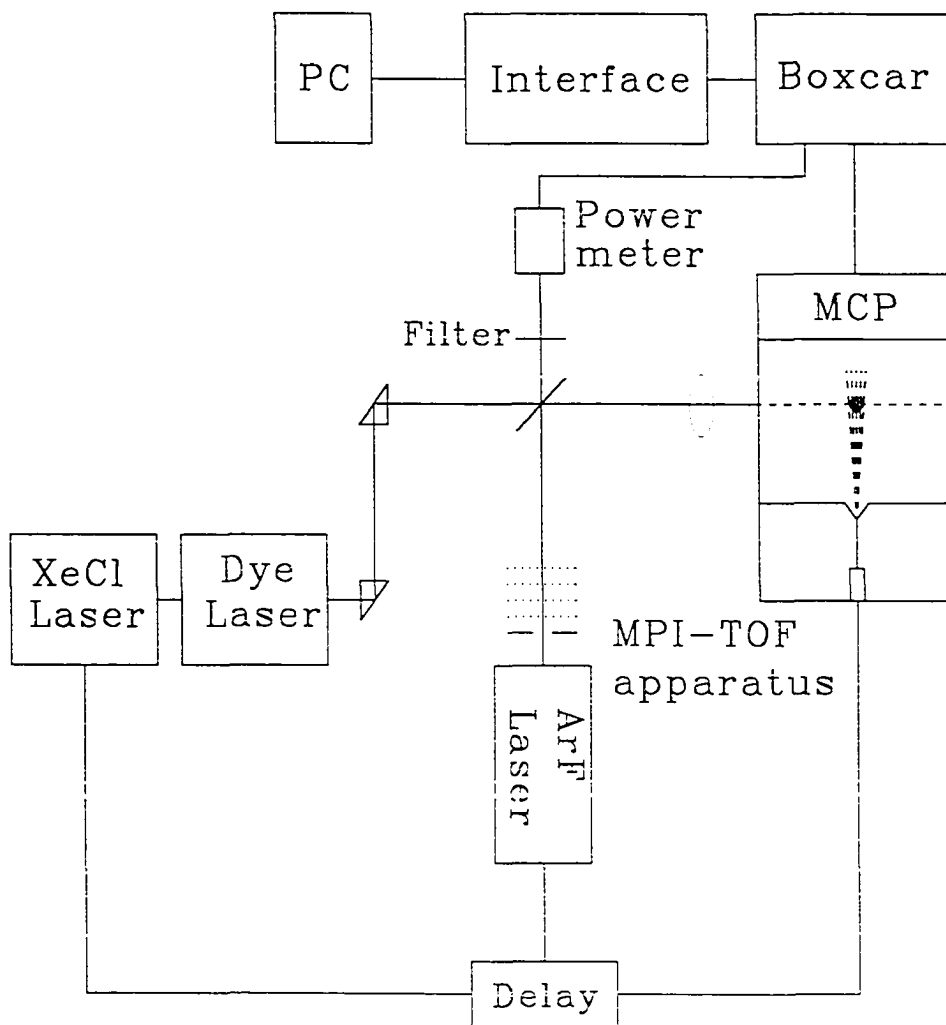 PC
Interface
Boxcar
Power
meter
MCP
Filter
XeCl
Laser
Dye
Laser
MPI-TOF
apparatus
ArF
Laser
Delay